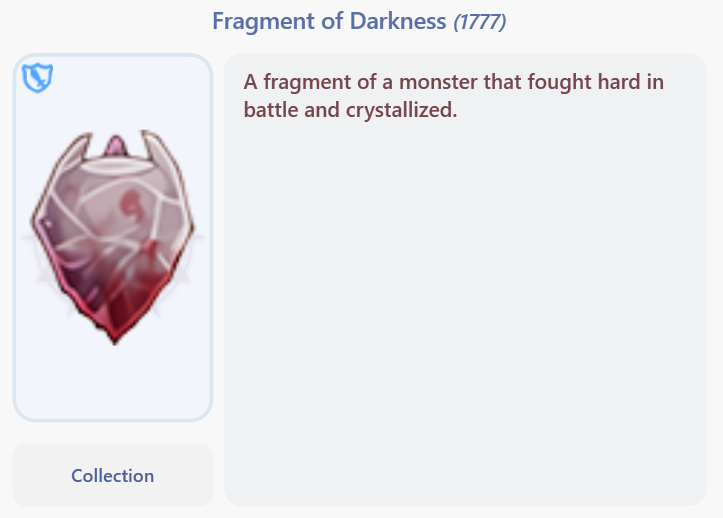 Fragment of Darkness (1777)
A fragment of a monster that fought hard in
battle and crystallized.
Collection